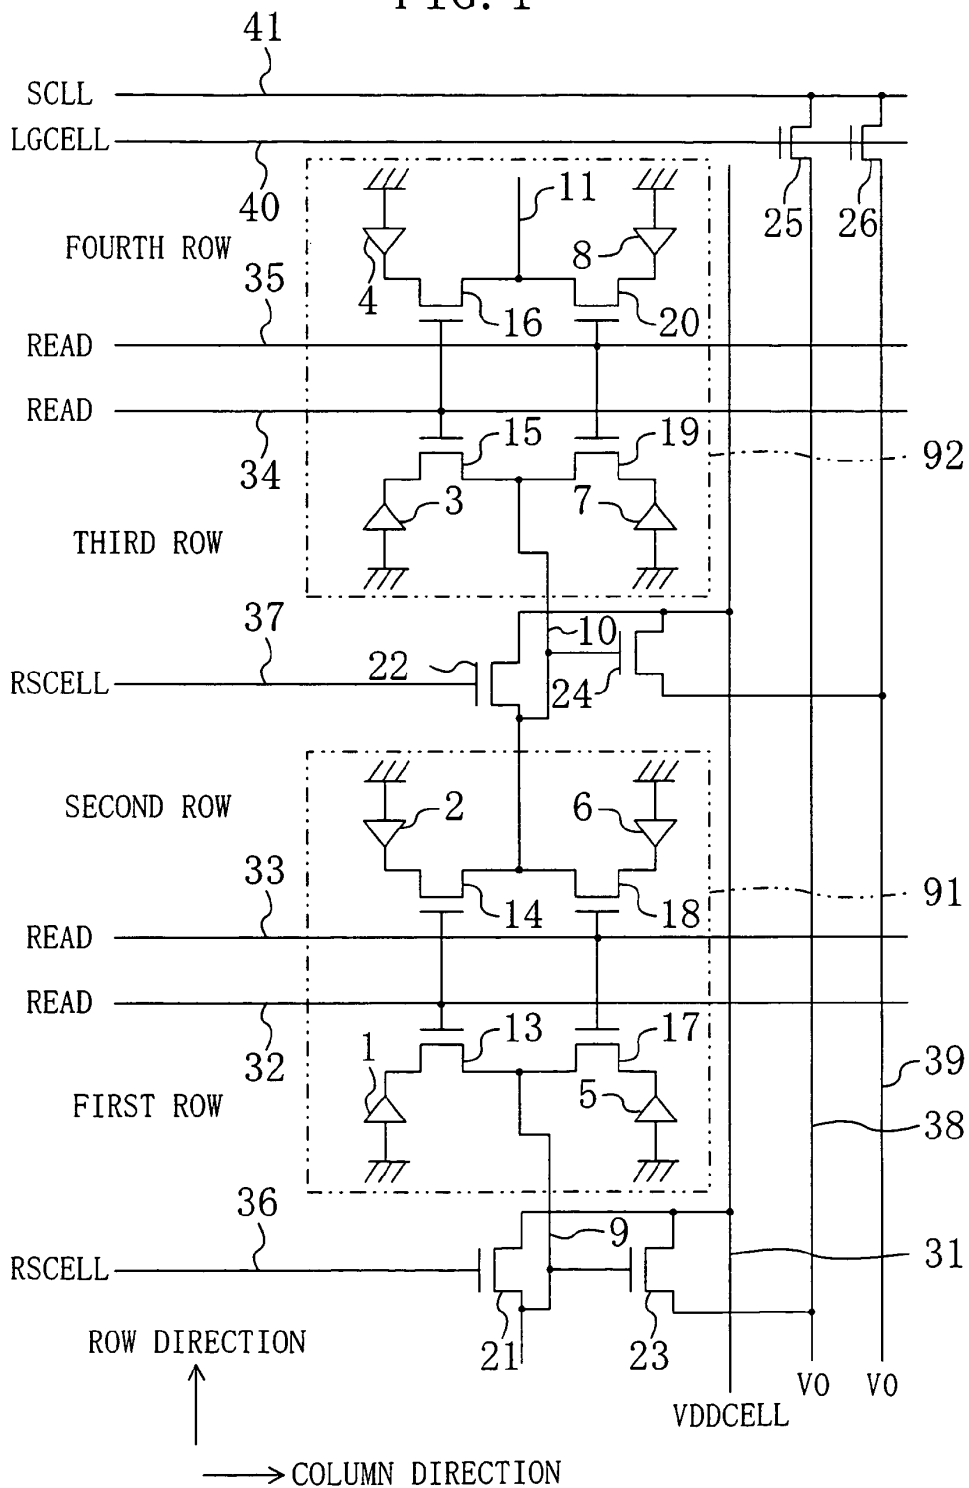 FIG. 1
41
SCLL
LGCELL
40
25
26
11
FOURTH ROW
4
8
35
16
20
READ
READ
34
15
19
92
3
7
THIRD ROW
37
22
10
RSCELL
24
SECOND ROW
2
6
33
14
18
91
READ
READ
32
1
13
17
39
FIRST ROW
5
38
36
9
31
RSCELL
21
23
ROW DIRECTION
VO
VO
VDDCELL
COLUMN DIRECTION